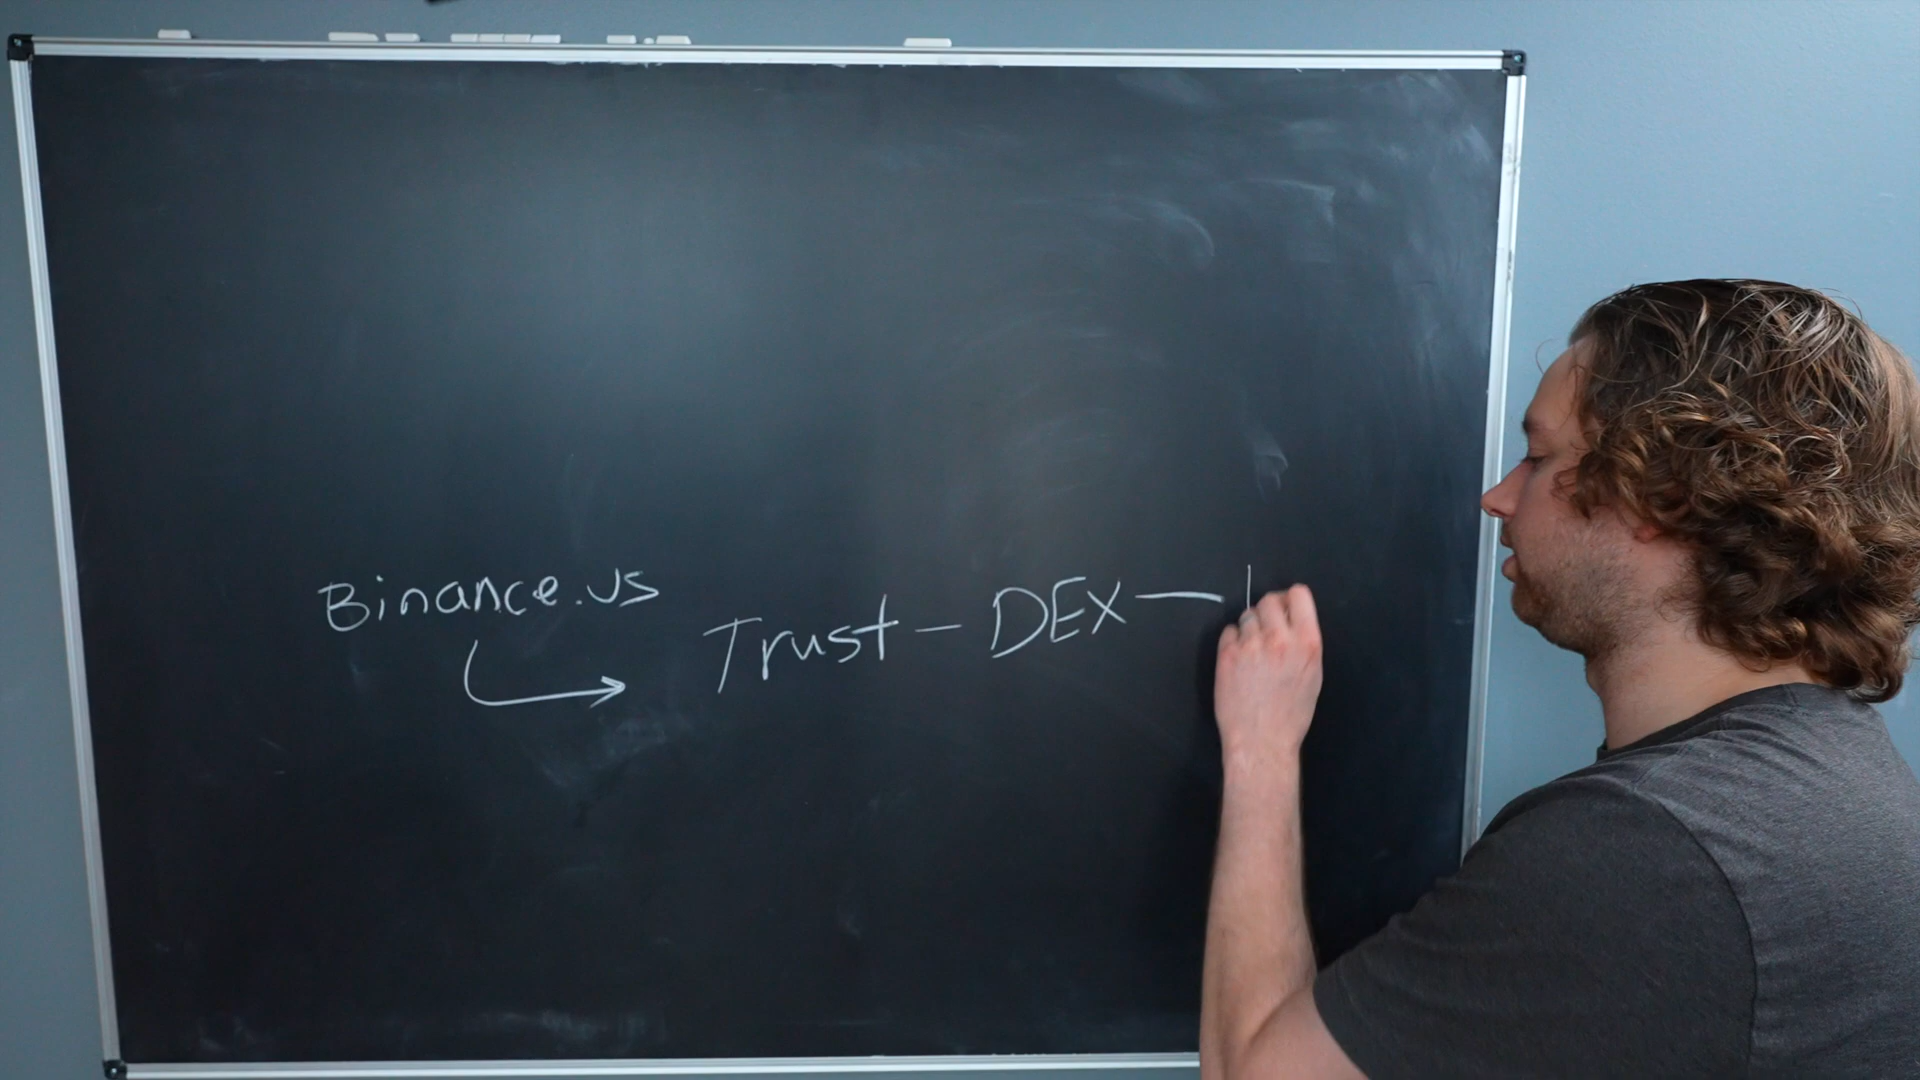 Binance.US
Trust - DEX —